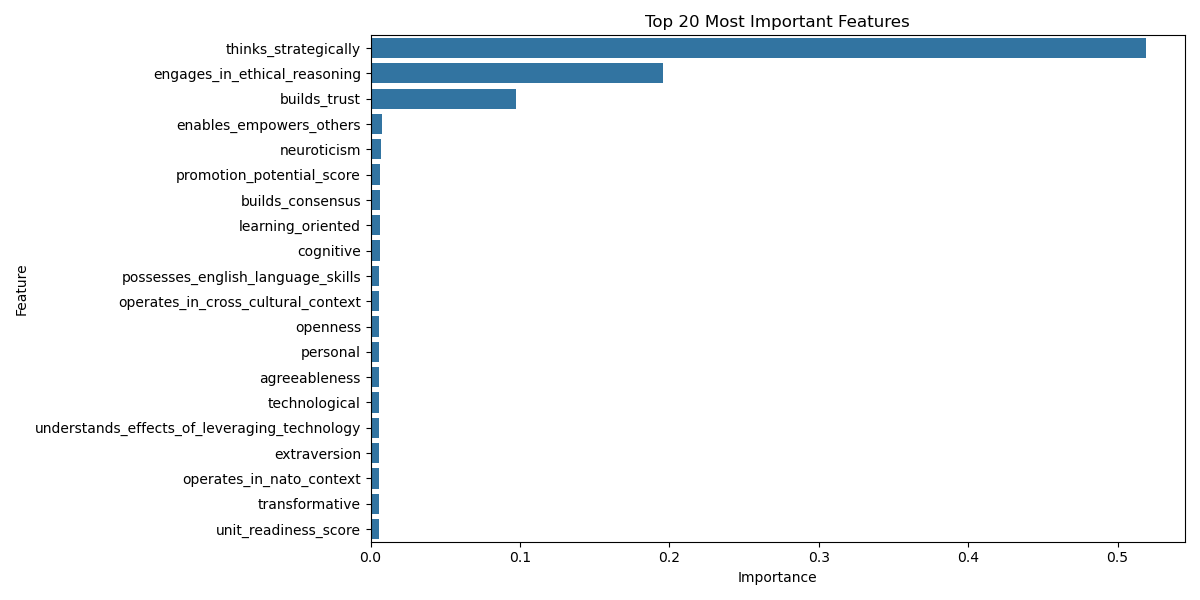 Top 20 Most Important Features
thinks_strategically
engages_in_ethical_reasoning
builds_trust
enables_empowers_others
neuroticism
promotion_potential_score
builds_consensus
learning_oriented
cognitive
possesses_english_language_skills
operates_in_cross_cultural_context
openness
personal
agreeableness
technological
understands_effects_of_leveraging_technology
extraversion
operates_in_nato_context
transformative
unit_readiness_score
Feature
0.0 0.1 0.2 0.3 0.4 0.5
Importance